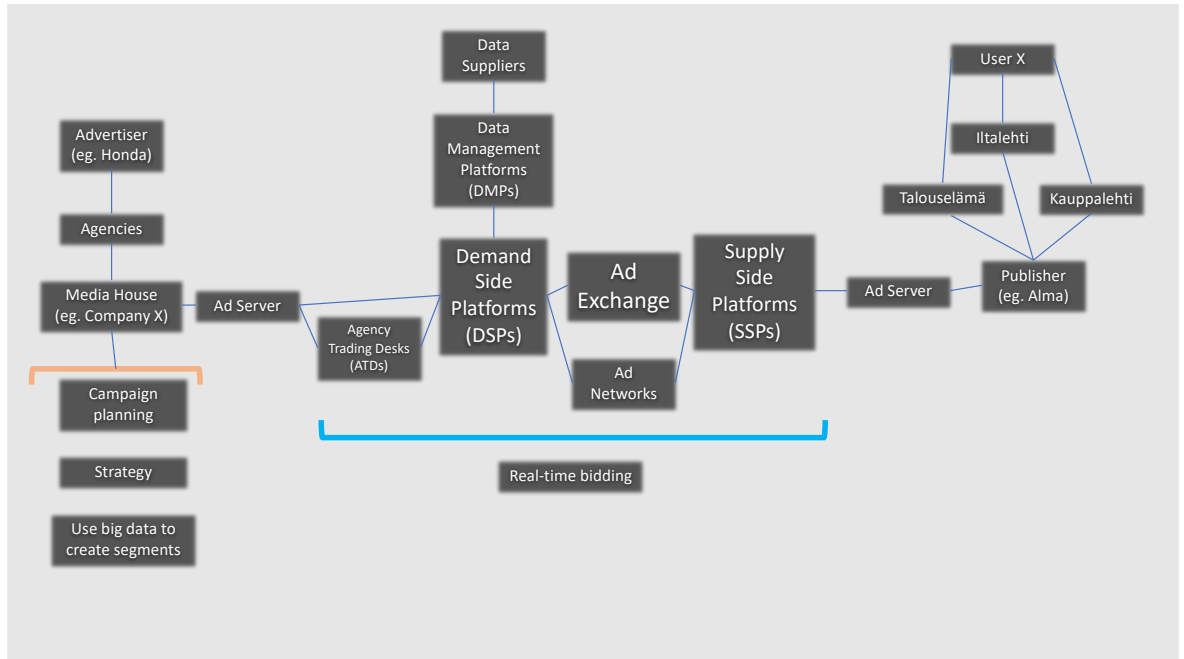 Data
Suppliers
User X
Advertiser
(eg. Honda)
Data
Management
Platforms
(DMPs)
Iltalehti
Talouselämä
Kauppalehti
Agencies
Demand
Side
Platforms
(DSPs)
Ad
Exchange
Supply
Side
Platforms
(SSPs)
Publisher
(eg. Alma)
Media House
(eg. Company X)
Ad Server
Ad Server
Agency
Trading Desks
(ATDs)
Ad
Networks
Campaign
planning
Strategy
Real-time bidding
Use big data to
create segments